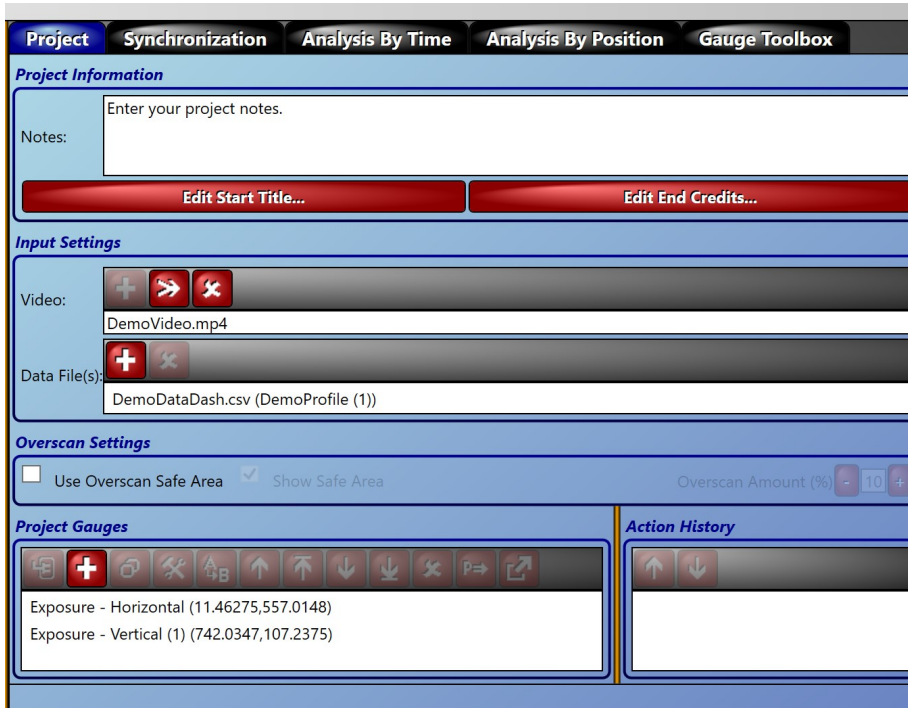 Project Synchronization Analysis By Time Analysis By Position Gauge Toolbox
Project Information
Notes:
Enter your project notes.
Edit Start Title... Edit End Credits...
Input Settings
Video:
DemoVideo.mp4
Data File(s):
DemoDataDash.csv (DemoProfile (1))
Overscan Settings
Use Overscan Safe Area Show Safe Area Overscan Amount (%) - 10 +
Project Gauges
A B P
Exposure - Horizontal (11.46275,557.0148)
Exposure - Vertical (1) (742.0347,107.2375)
Action History